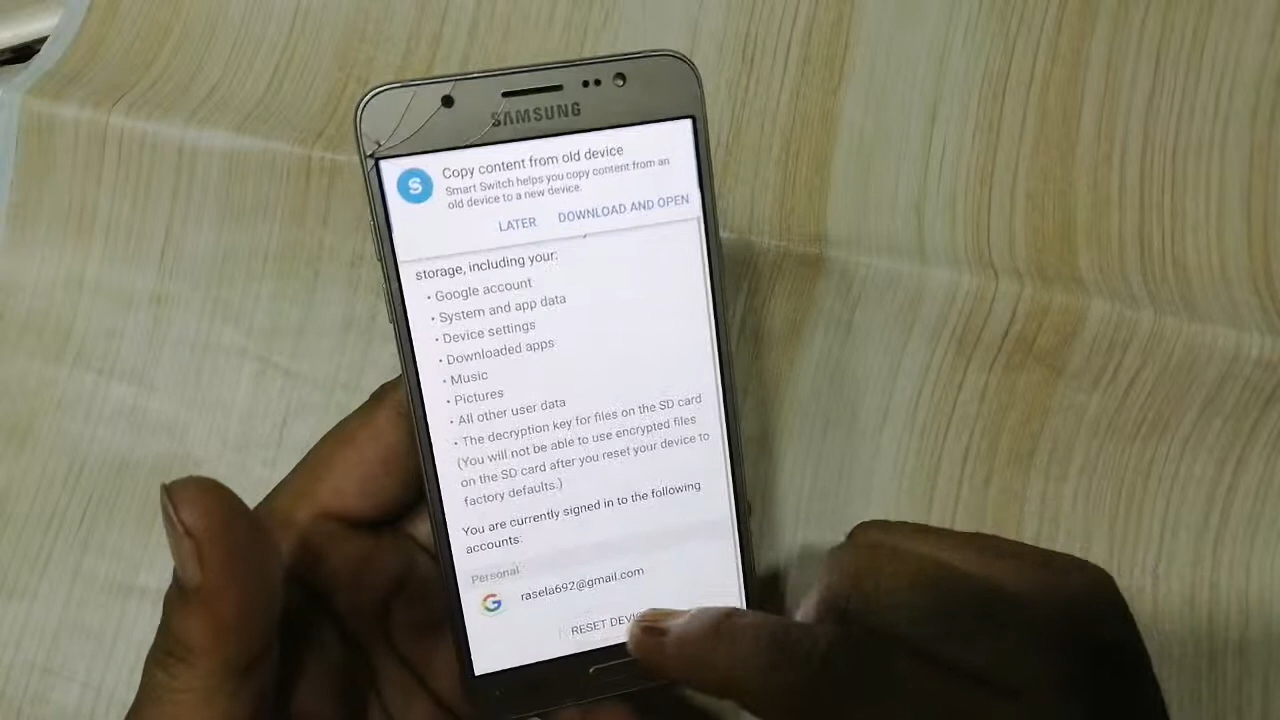 SAMSUNG
S
Copy content from old device
Smart Switch helps you copy content from an
old device to a new device.
LATER DOWNLOAD AND OPEN
storage, including your:
• Google account
• System and app data
• Device settings
• Downloaded apps
• Music
• Pictures
• All other user data
• The decryption key for files on the SD card
(You will not be able to use encrypted files
on the SD card after you reset your device to
factory defaults.)
You are currently signed in to the following
accounts:
Personal
G
rasela692@gmail.com
RESET